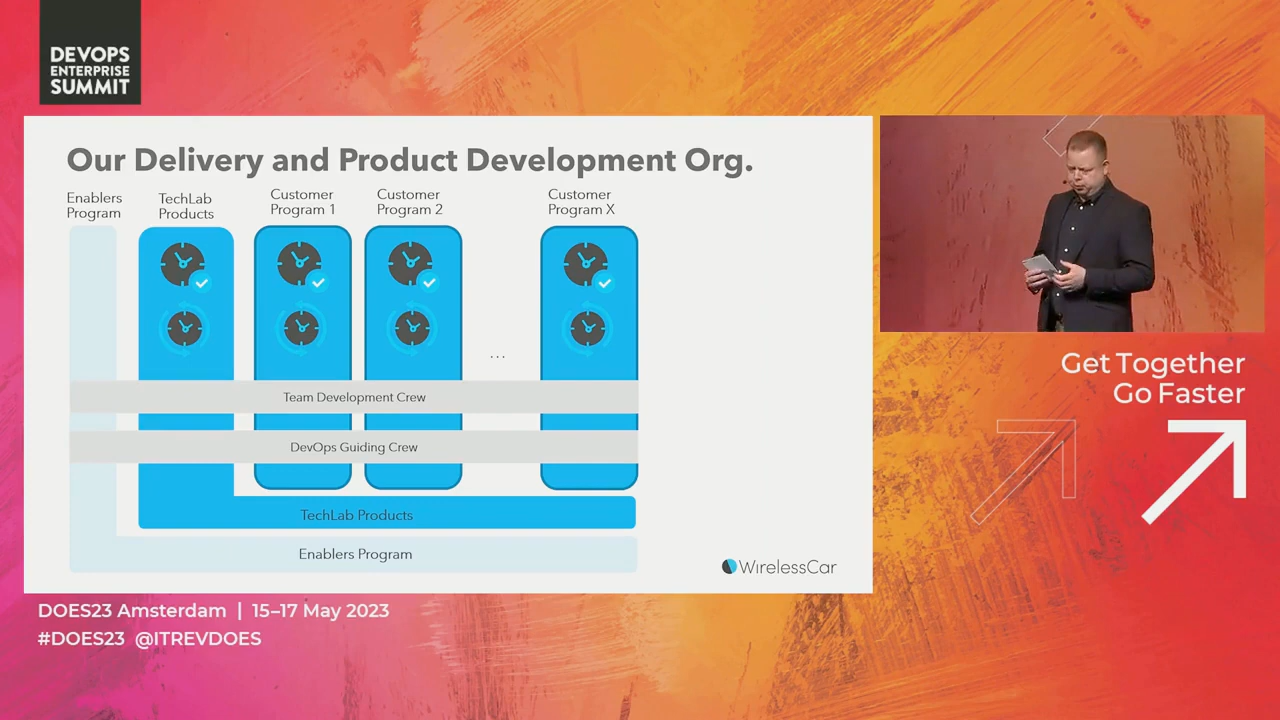 DEVOPS
ENTERPRISE
SUMMIT
Our Delivery and Product Development Org.
Enablers
Program
TechLab
Products
Customer
Program 1
Customer
Program 2
Customer
Program X
...
Team Development Crew
DevOps Guiding Crew
TechLab Products
Enablers Program
WirelessCar
Get Together
Go Faster
DOES23 Amsterdam | 15–17 May 2023
#DOES23 @ITREVDOES